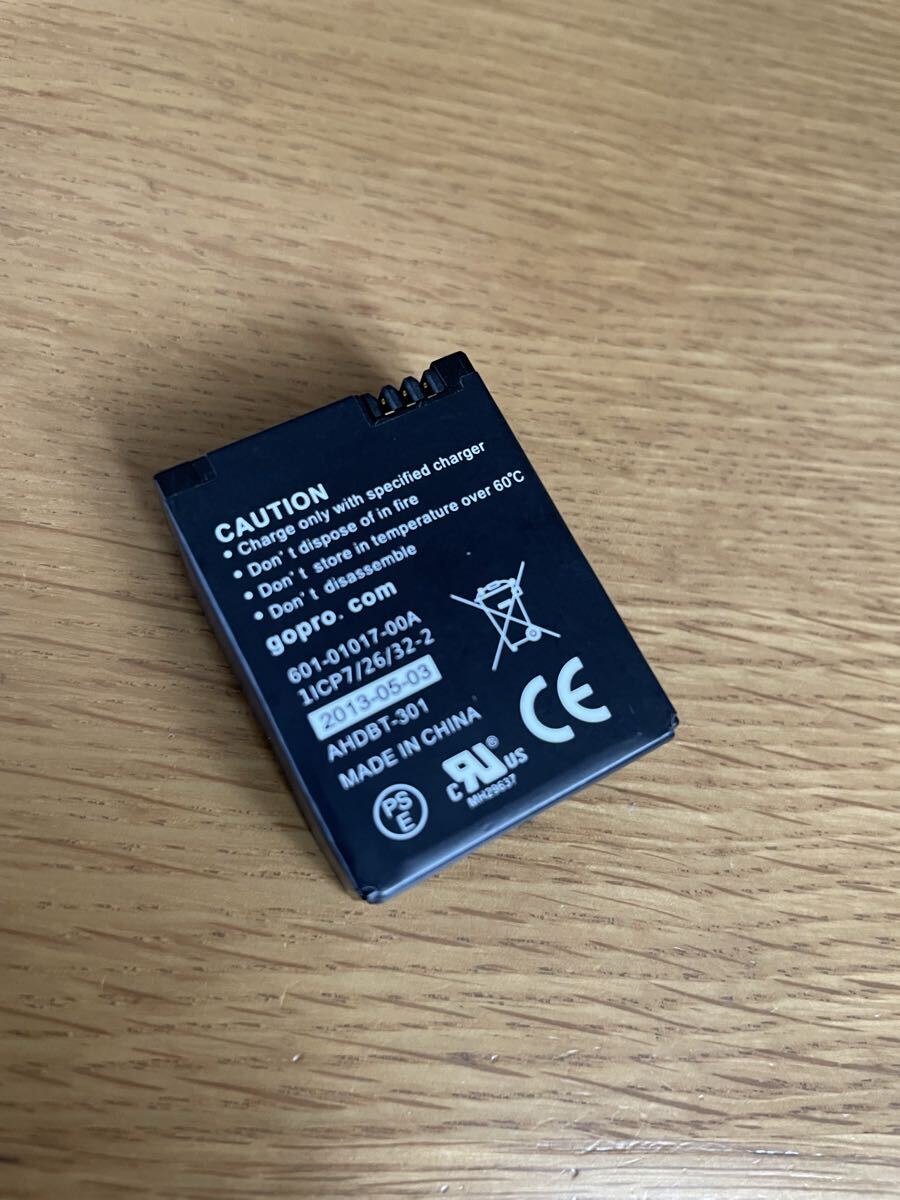 CAUTION
• Charge only with specified charger
• Don't dispose of in fire
• Don't store in temperature over 60°C
• Don't disassemble
gopro.com
601-01017-00A
1ICP7/26/32-2
2013-05-03
AHDBT-301
MADE IN CHINA
PS
E
CE
c RU ® US
MH29637